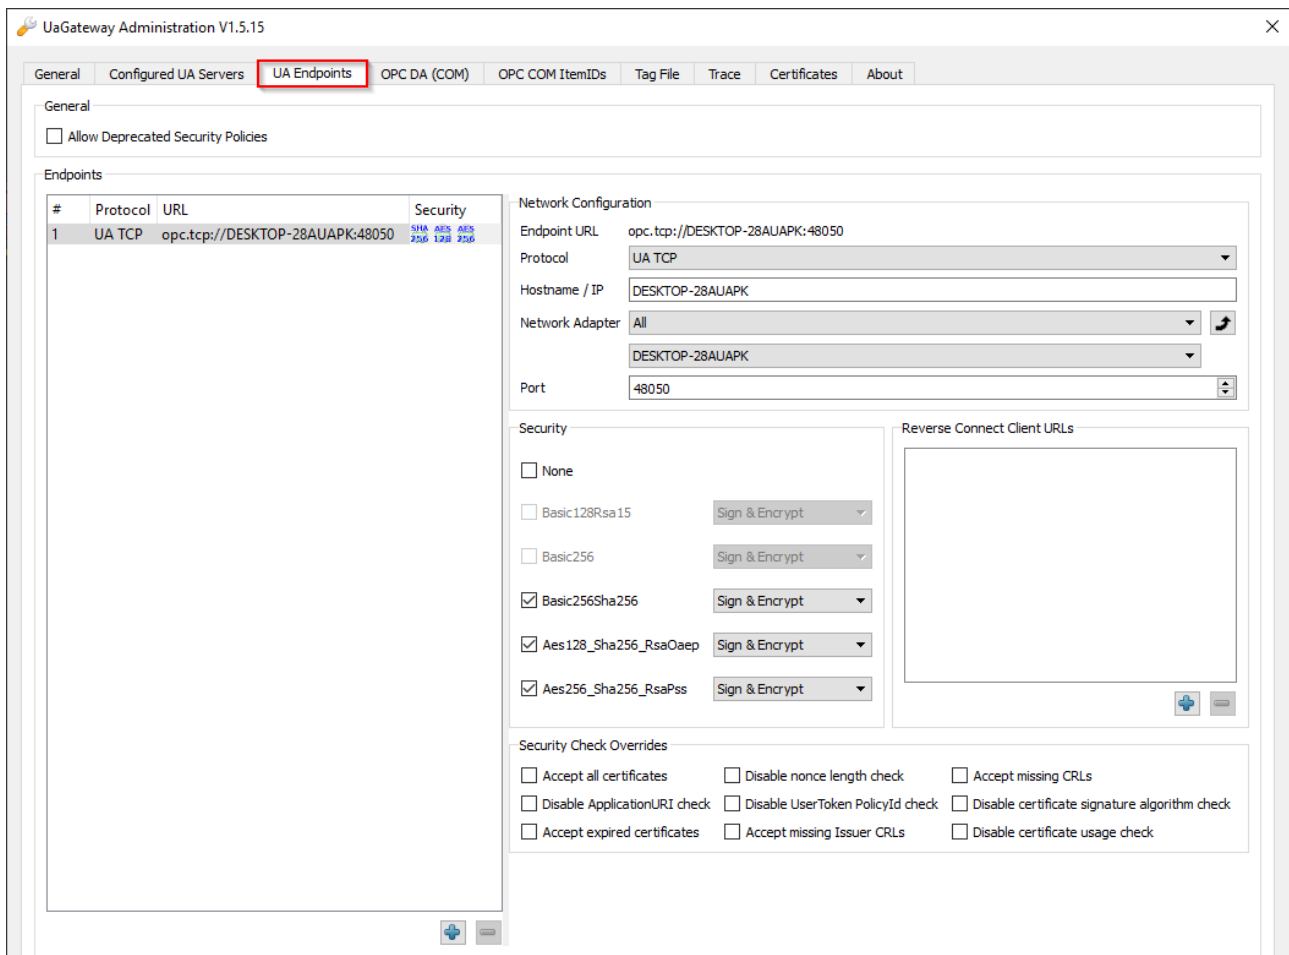 UaGateway Administration V1.5.15
General Configured UA Servers UA Endpoints OPC DA (COM) OPC COM ItemIDs Tag File Trace Certificates About
General
Allow Deprecated Security Policies
Endpoints
# Protocol URL Security
1 UA TCP opc.tcp://DESKTOP-28AUAPK:48050 SHA 256 AES 128 AES 256
Network Configuration
Endpoint URL opc.tcp://DESKTOP-28AUAPK:48050
Protocol UA TCP
Hostname / IP DESKTOP-28AUAPK
Network Adapter All
DESKTOP-28AUAPK
Port 48050
Security
None
Basic128Rsa15 Sign & Encrypt
Basic256 Sign & Encrypt
Basic256Sha256 Sign & Encrypt
Aes128_Sha256_RsaOaep Sign & Encrypt
Aes256_Sha256_RsaPss Sign & Encrypt
Reverse Connect Client URLs
Security Check Overrides
Accept all certificates Disable nonce length check Accept missing CRLs
Disable ApplicationURI check Disable UserToken PolicyId check Disable certificate signature algorithm check
Accept expired certificates Accept missing Issuer CRLs Disable certificate usage check